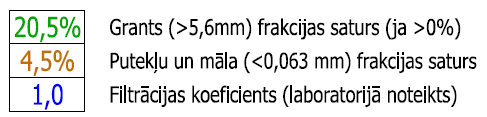 20,5% Grants (>5,6mm) frakcijas saturs (ja >0%)
4,5% Putekļu un māla (<0,063 mm) frakcijas saturs
1,0 Filtrācijas koeficients (laboratorijā noteikts)